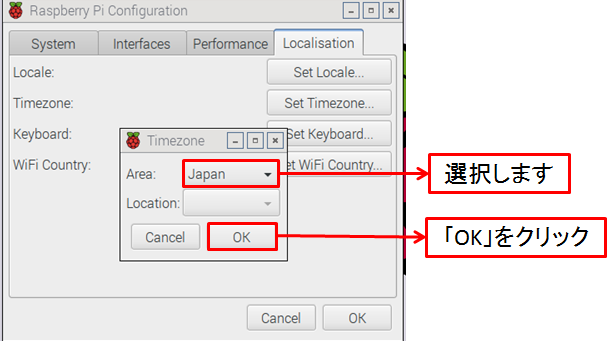 Raspberry Pi Configuration
System Interfaces Performance Localisation
Locale: Set Locale...
Timezone: Set Timezone...
Keyboard: Set Keyboard...
WiFi Country: et WiFi Country...
Timezone
Area: Japan
Location:
Cancel OK
選択します
「OK」をクリック
Cancel OK